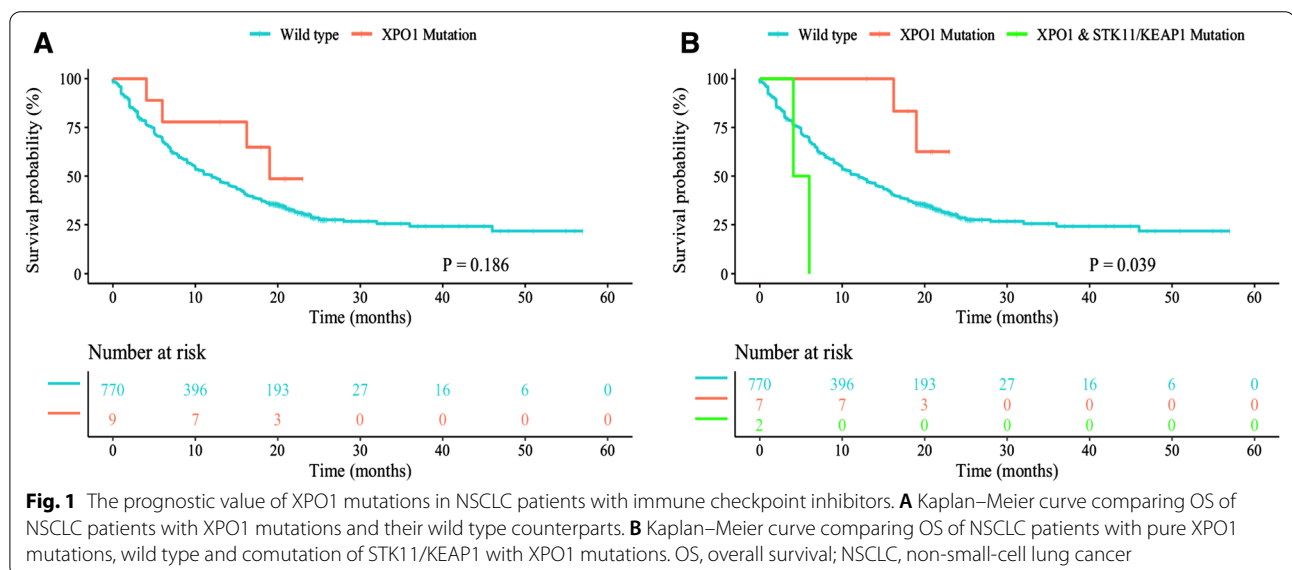 A
Wild type XPO1 Mutation
Survival probability (%)
100
75
50
25
0
P = 0.186
0 10 20 30 40 50 60
Time (months)
Number at risk
770 396 193 27 16 6 0
9 7 3 0 0 0 0
0 10 20 30 40 50 60
Time (months)
B
Wild type XPO1 Mutation XPO1 & STK11/KEAP1 Mutation
Survival probability (%)
100
75
50
25
0
P = 0.039
0 10 20 30 40 50 60
Time (months)
Number at risk
770 396 193 27 16 6 0
7 7 3 0 0 0 0
2 0 0 0 0 0 0
0 10 20 30 40 50 60
Time (months)
Fig. 1 The prognostic value of XPO1 mutations in NSCLC patients with immune checkpoint inhibitors. A Kaplan–Meier curve comparing OS of
NSCLC patients with XPO1 mutations and their wild type counterparts. B Kaplan–Meier curve comparing OS of NSCLC patients with pure XPO1
mutations, wild type and comutation of STK11/KEAP1 with XPO1 mutations. OS, overall survival; NSCLC, non-small-cell lung cancer